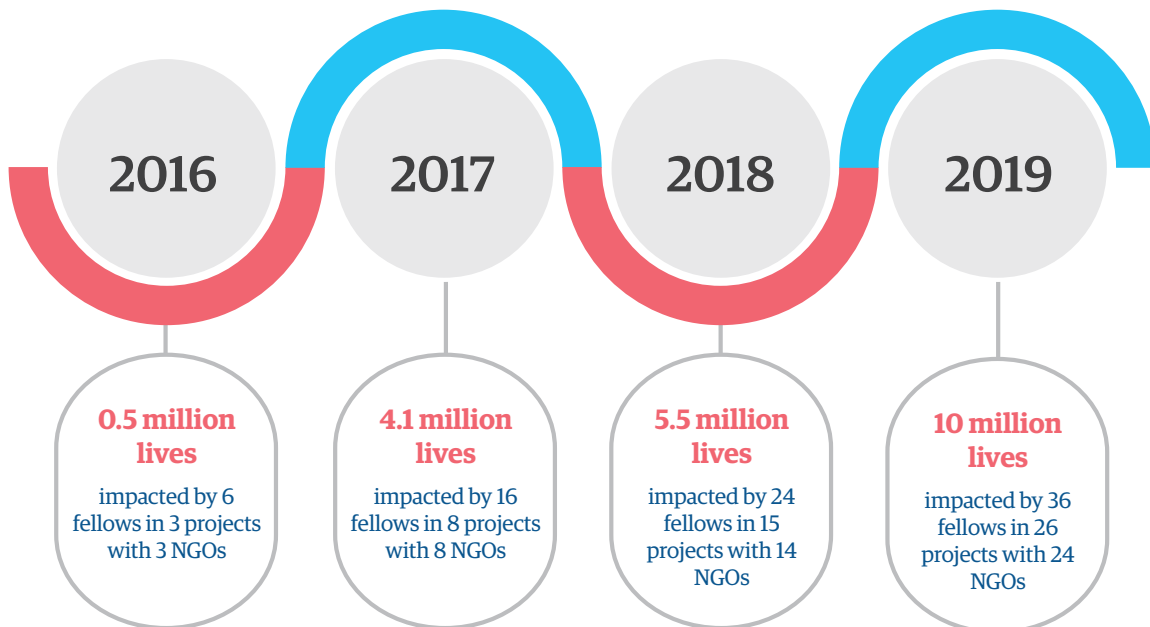 2016
2017
2018
2019
0.5 million
lives
impacted by 6
fellows in 3 projects
with 3 NGOs
4.1 million
lives
impacted by 16
fellows in 8 projects
with 8 NGOs
5.5 million
lives
impacted by 24
fellows in 15
projects with 14
NGOs
10 million
lives
impacted by 36
fellows in 26
projects with 24
NGOs